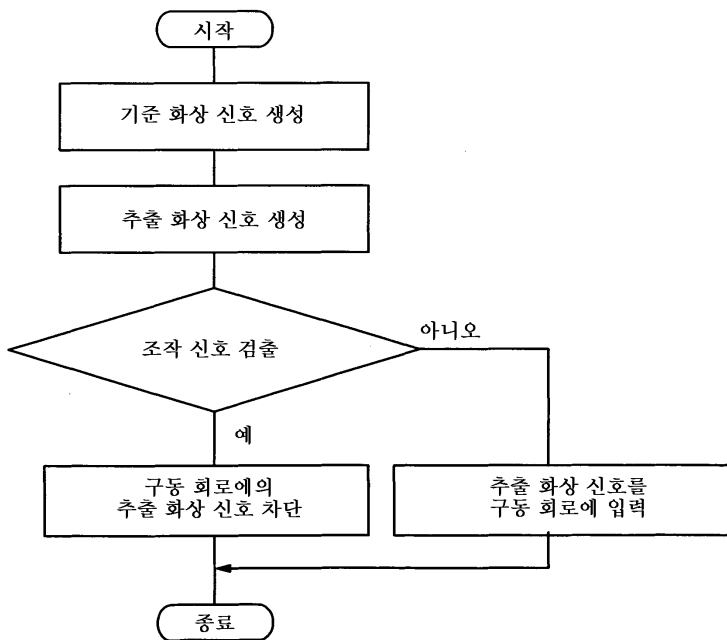 시작
기준 화상 신호 생성
추출 화상 신호 생성
조작 신호 검출
아니오
예
구동 회로에의
추출 화상 신호 차단
추출 화상 신호를
구동 회로에 입력
종료